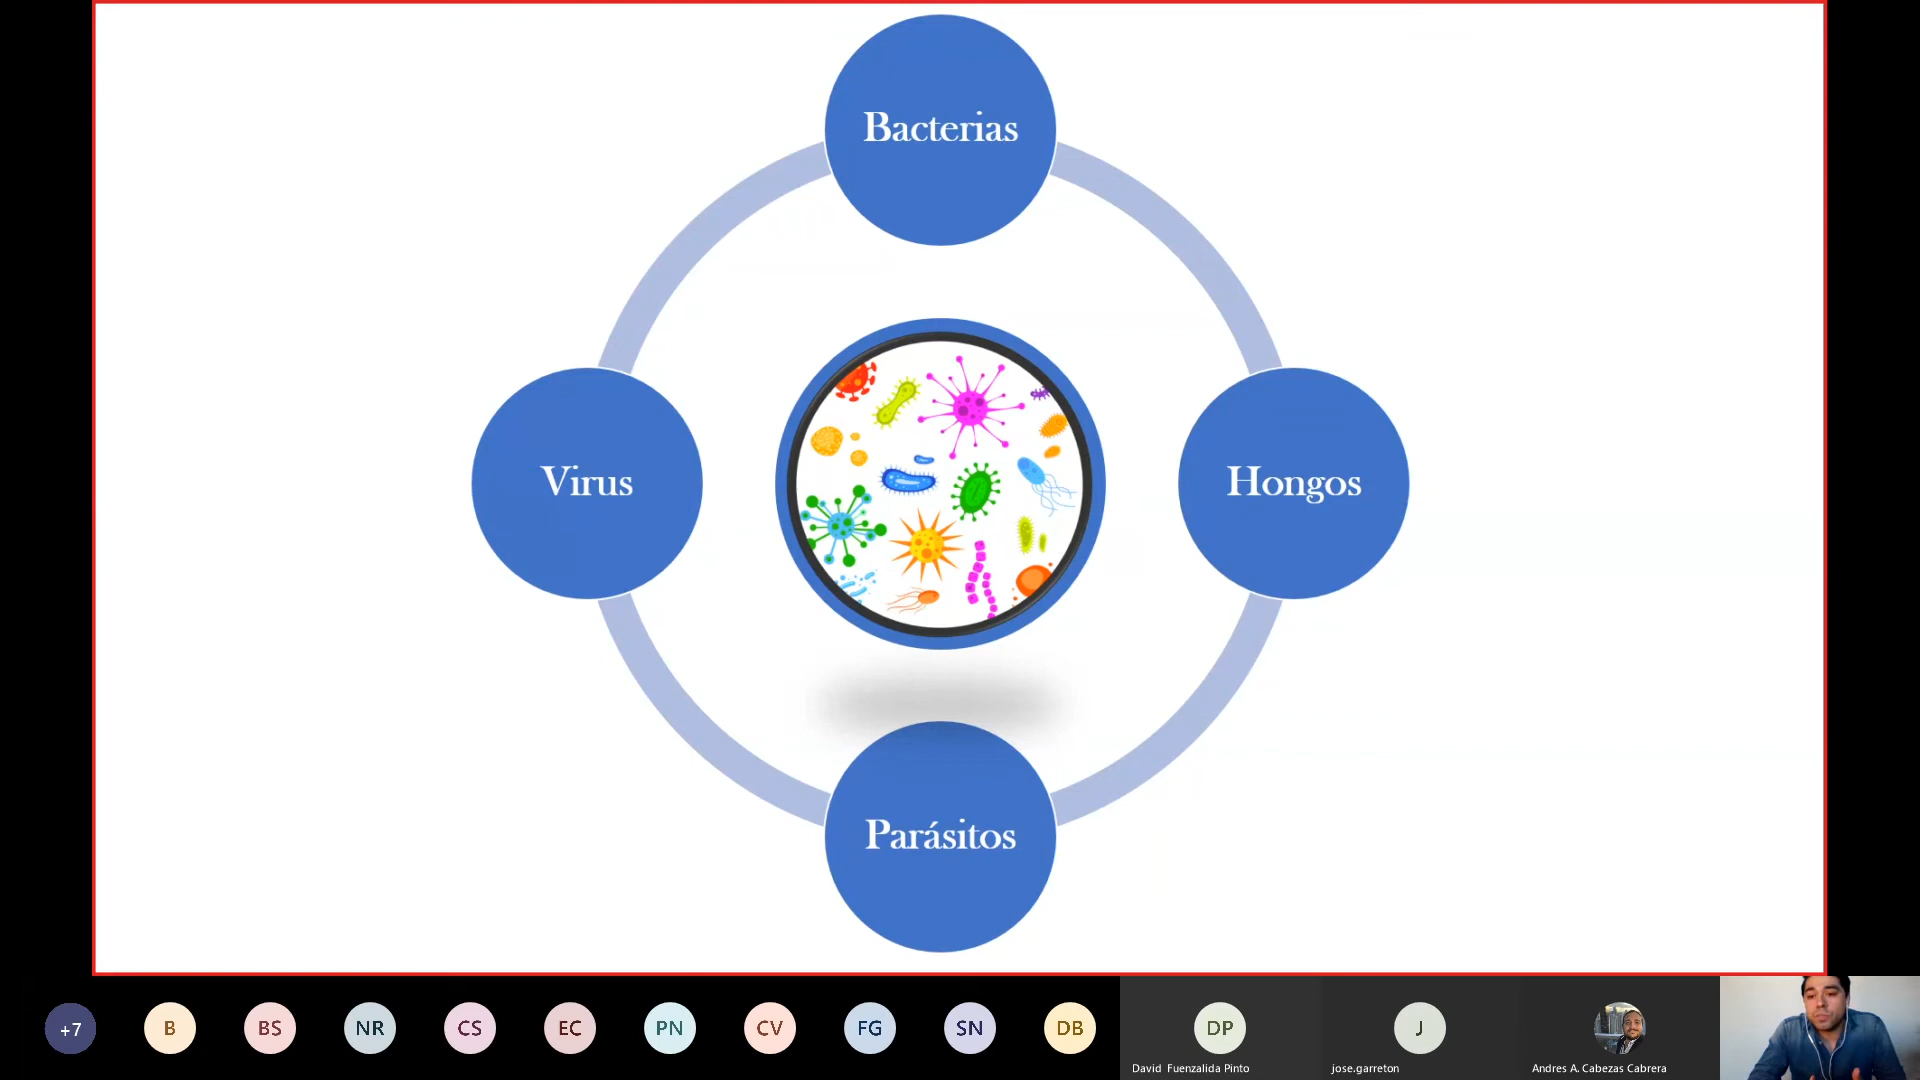 Bacterias
Virus
Hongos
Parásitos
+7
B
BS
NR
CS
EC
PN
CV
FG
SN
DB
DP
J
David Fuenzalida Pinto
jose.garreton
Andres A. Cabezas Cabrera